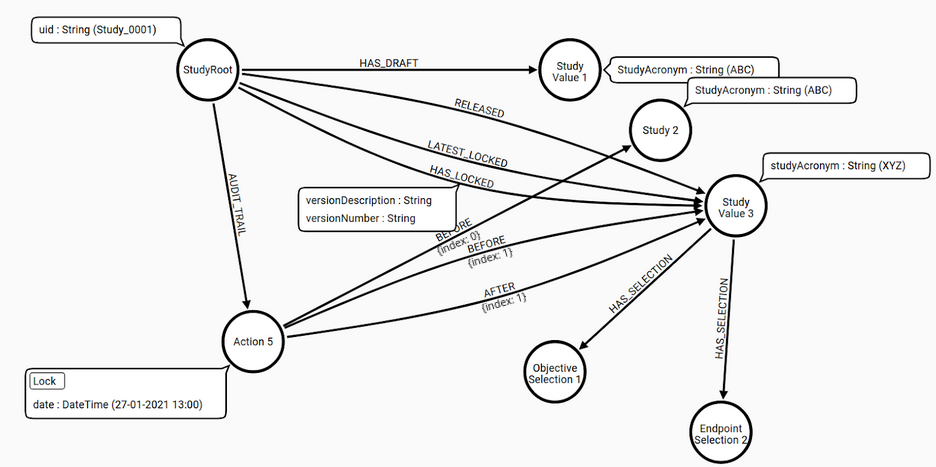 uid : String (Study_0001)
StudyRoot
HAS_DRAFT
Study
Value 1
StudyAcronym : String (ABC)
StudyAcronym : String (ABC)
RELEASED
Study 2
LATEST_LOCKED
HAS_LOCKED
studyAcronym : String (XYZ)
Study
Value 3
AUDIT_TRAIL
versionDescription : String
versionNumber : String
BEFORE
{index: 0}
BEFORE
{index: 1}
AFTER
{index: 1}
HAS_SELECTION
HAS_SELECTION
Action 5
Lock
date : DateTime (27-01-2021 13:00)
Objective
Selection 1
Endpoint
Selection 2